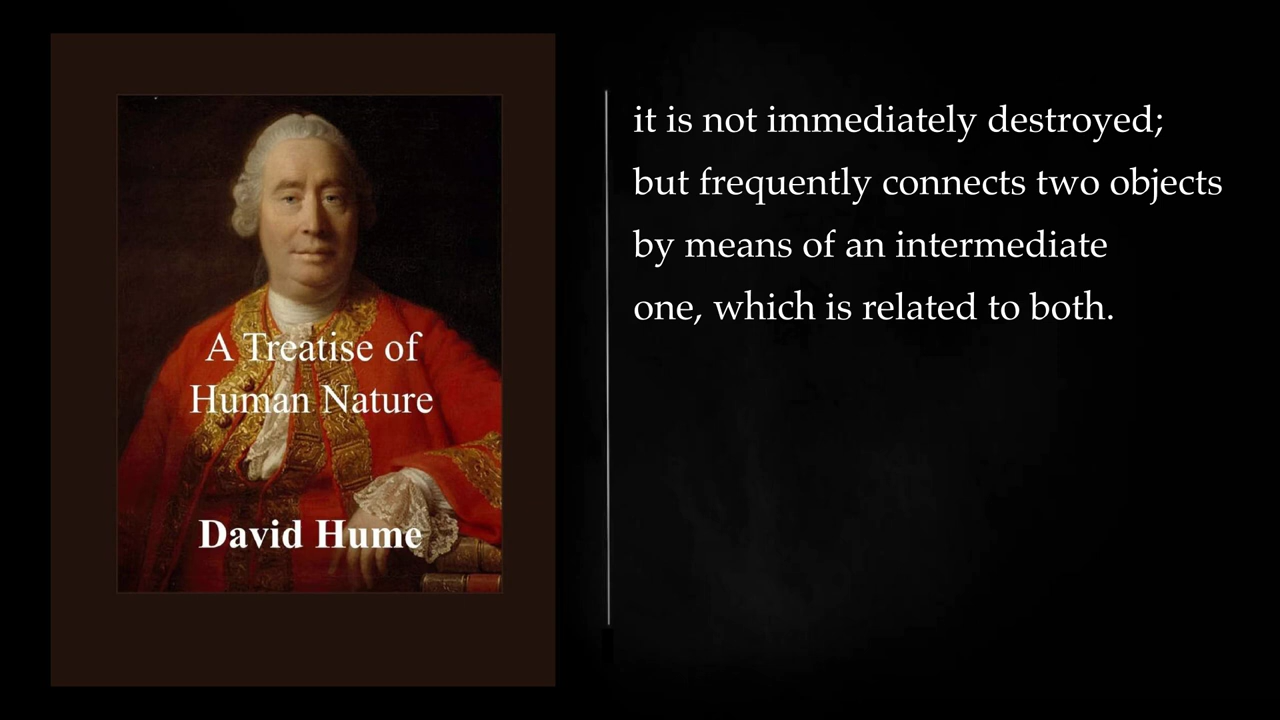 A Treatise of
Human Nature
David Hume
it is not immediately destroyed;
but frequently connects two objects
by means of an intermediate
one, which is related to both.